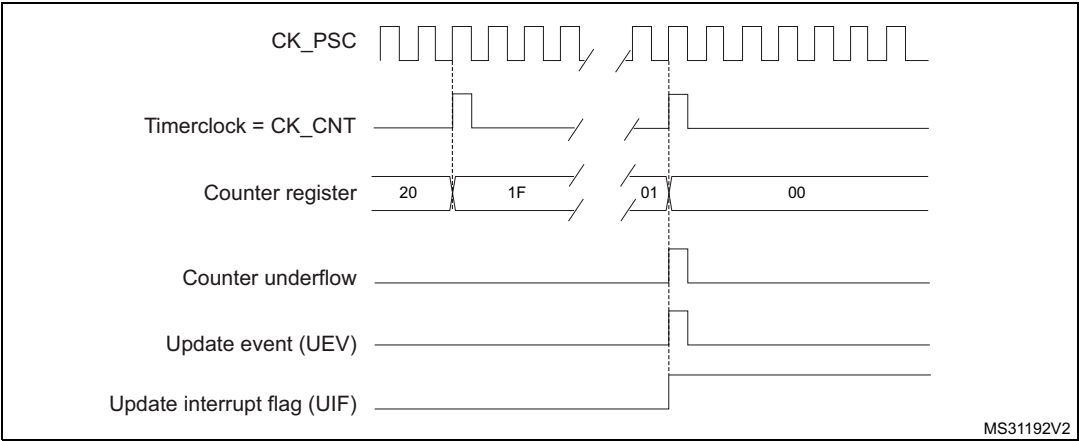 CK_PSC
Timerclock = CK_CNT
Counter register
20
1F
01
00
Counter underflow
Update event (UEV)
Update interrupt flag (UIF)
MS31192V2